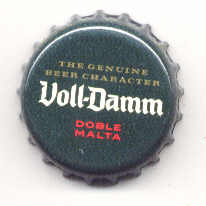 THE GENUINE
BEER CHARACTER
Voll-Damm
DOBLE
MALTA